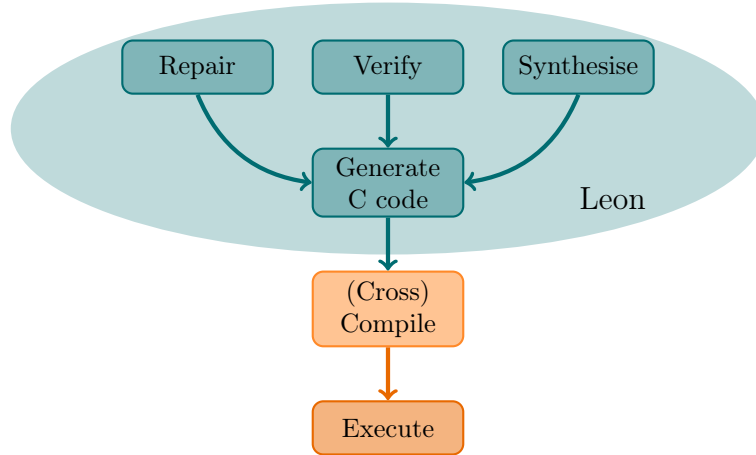 Repair
Verify
Synthesise
Generate
C code
Leon
(Cross)
Compile
Execute